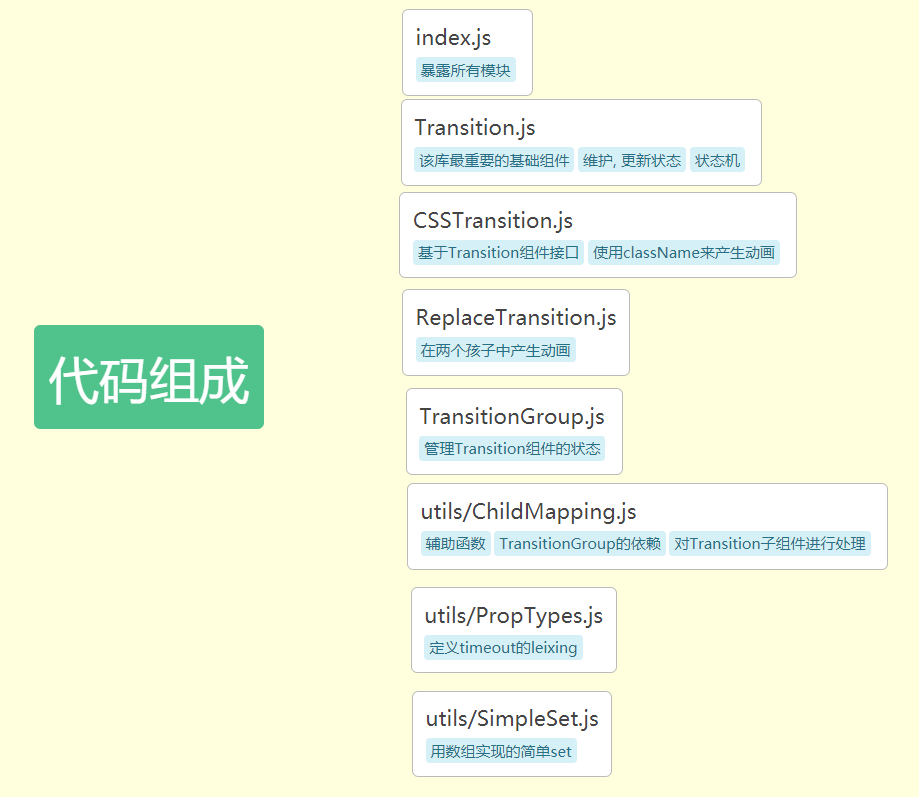 代码组成
index.js
暴露所有模块
Transition.js
该库最重要的基础组件 维护, 更新状态 状态机
CSSTransition.js
基于Transition组件接口 使用className来产生动画
ReplaceTransition.js
在两个孩子中产生动画
TransitionGroup.js
管理Transition组件的状态
utils/ChildMapping.js
辅助函数 TransitionGroup的依赖 对Transition子组件进行处理
utils/PropTypes.js
定义timeout的leixing
utils/SimpleSet.js
用数组实现的简单set